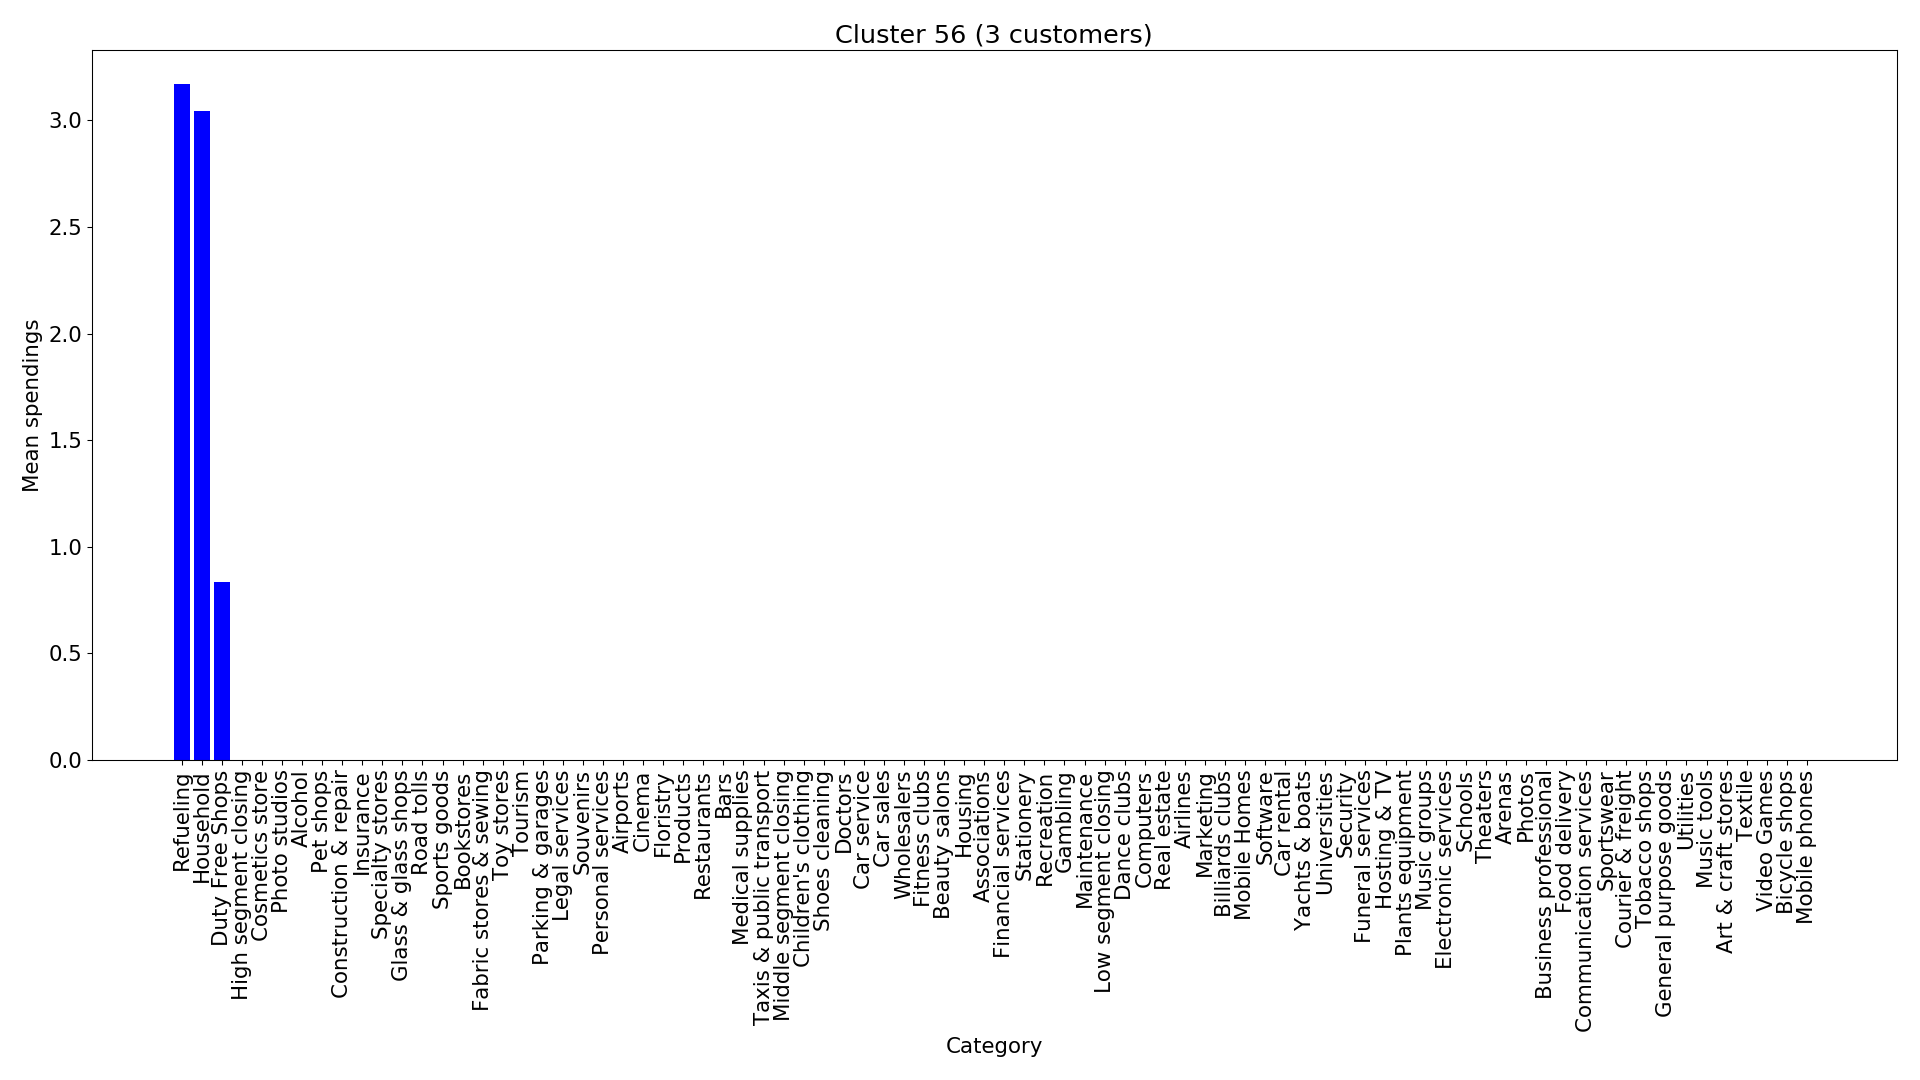 Cluster 56 (3 customers)
Mean spendings
3.0
2.5
2.0
1.5
1.0
0.5
0.0
Refueling
Household
Duty Free Shops
High segment closing
Cosmetics store
Photo studios
Alcohol
Pet shops
Construction & repair
Insurance
Specialty stores
Glass & glass shops
Road tolls
Sports goods
Bookstores
Fabric stores & sewing
Toy stores
Tourism
Parking & garages
Legal services
Souvenirs
Personal services
Airports
Cinema
Floristry
Products
Restaurants
Bars
Medical supplies
Taxis & public transport
Middle segment closing
Children's clothing
Shoes cleaning
Doctors
Car service
Car sales
Wholesalers
Fitness clubs
Beauty salons
Housing
Associations
Financial services
Stationery
Recreation
Gambling
Maintenance
Low segment closing
Dance clubs
Computers
Real estate
Airlines
Marketing
Billiards clubs
Mobile Homes
Software
Car rental
Yachts & boats
Universities
Security
Funeral services
Hosting & TV
Plants equipment
Music groups
Electronic services
Schools
Theaters
Arenas
Photos
Business professional
Food delivery
Communication services
Sportswear
Courier & freight
Tobacco shops
General purpose goods
Utilities
Music tools
Art & craft stores
Textile
Video Games
Bicycle shops
Mobile phones
Category